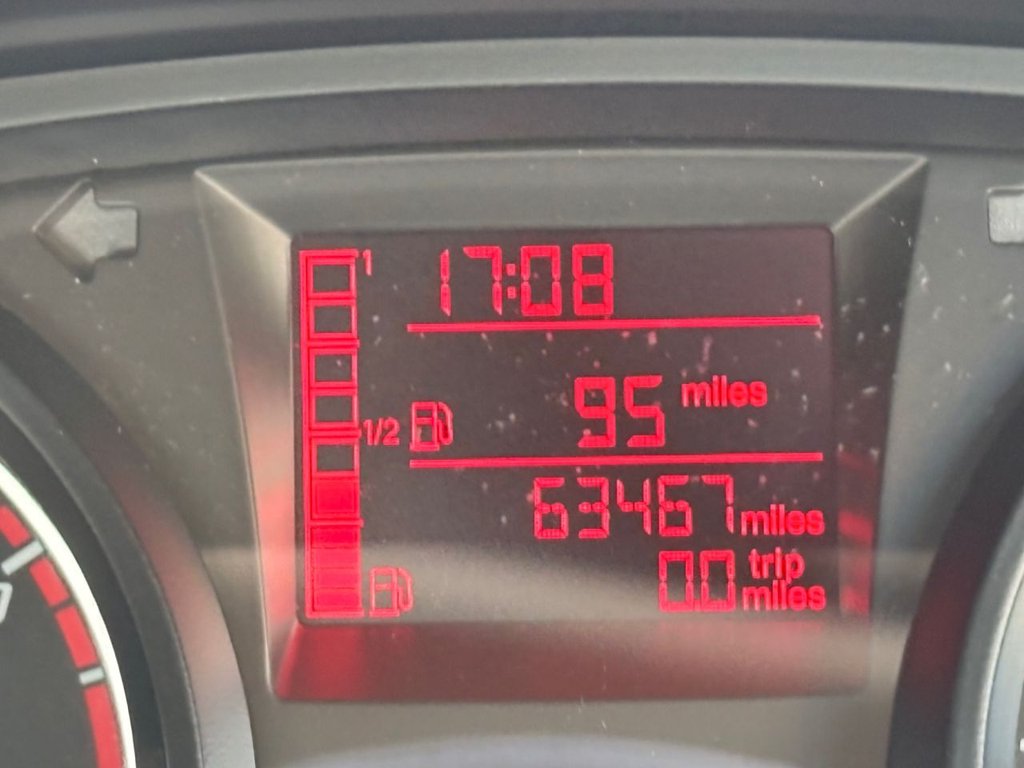 1
17:08
95 miles
1/2
63467 miles
0.0 trip miles